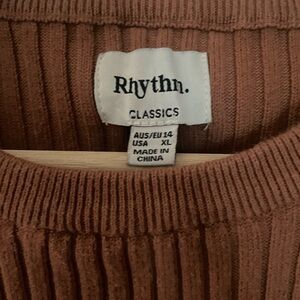 Rhythm.
CLASSICS
AUS/EU 14
USA XL
MADE IN
CHINA